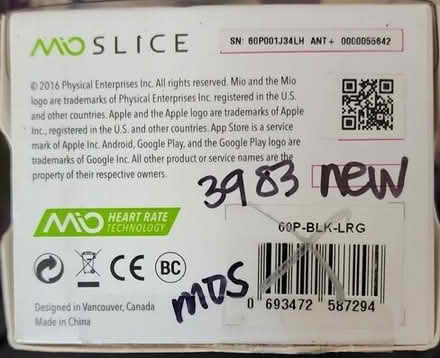 MiO SLICE
SN: 60P001J34LH ANT+ 0000055642
© 2016 Physical Enterprises Inc. All rights reserved. Mio and the Mio
logo are trademarks of Physical Enterprises Inc. registered in the U.S.
and other countries. Apple and the Apple logo are trademarks of Apple
Inc., registered in the U.S. and other countries. App Store is a service
mark of Apple Inc. Android, Google Play, and the Google Play logo are
trademarks of Google Inc. All other product or service names are the
property of their respective owners.
3983 new
MiO HEART RATE
TECHNOLOGY
60P-BLK-LRG
CE BC
mos
0 693472 587294
Designed in Vancouver, Canada
Made in China